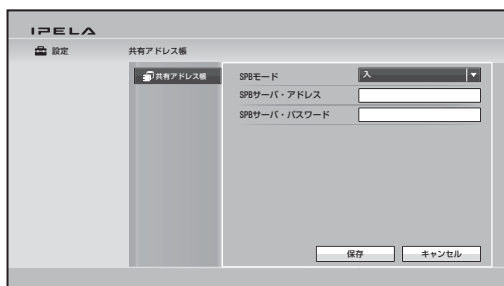 IPELA
設定 共有アドレス帳
共有アドレス帳
SPBモード 入
SPBサーバ・アドレス
SPBサーバ・パスワード
保存 キャンセル